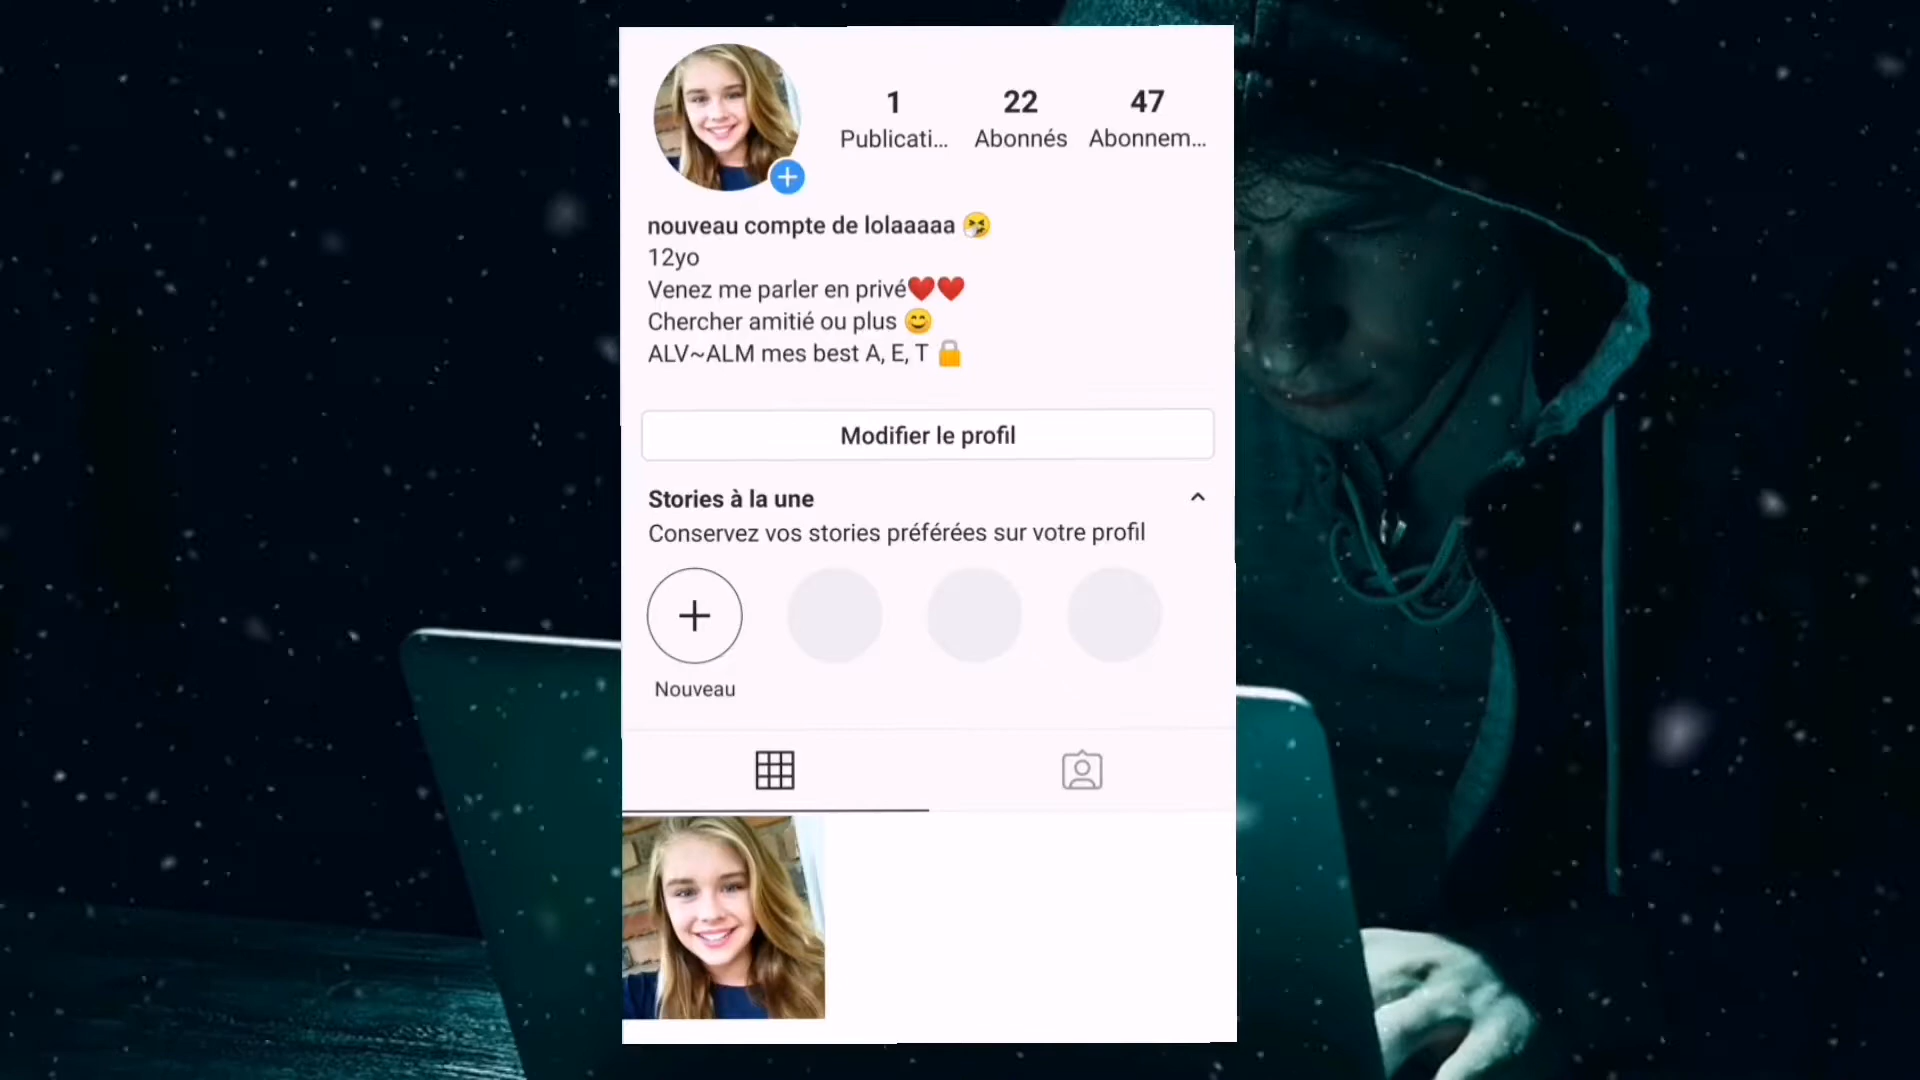 1 22 47
Publicati... Abonnés Abonnem...
nouveau compte de lolaaaaa 🤧
12yo
Venez me parler en privé❤️❤️
Chercher amitié ou plus 😊
ALV~ALM mes best A, E, T 🔒
Modifier le profil
Stories à la une
Conservez vos stories préférées sur votre profil
Nouveau